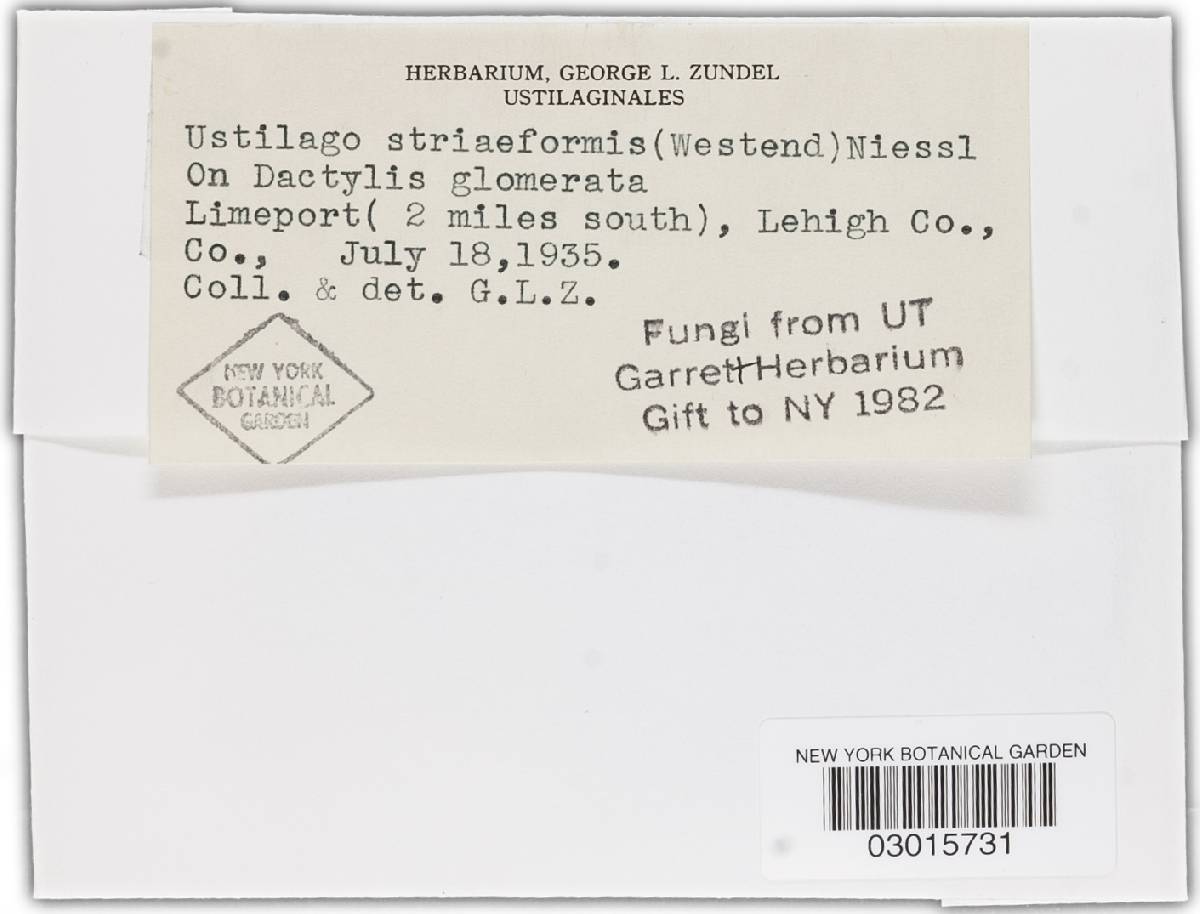 HERBARIUM, GEORGE L. ZUNDEL
USTILAGINALES
Ustilago striaeformis(Westend)Niessl
On Dactylis glomerata
Limeport( 2 miles south), Lehigh Co.,
Co., July 18,1935.
Coll. & det. G.L.Z.
NEW YORK
BOTANICAL
GARDEN
Fungi from UT
Garrett Herbarium
Gift to NY 1982
NEW YORK BOTANICAL GARDEN
03015731